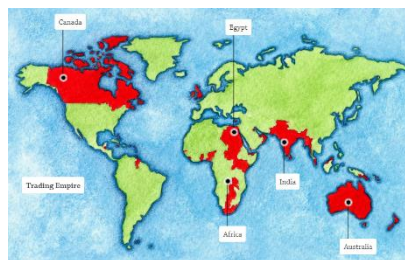 Canada
Egypt
Trading Empire
India
Africa
Australia